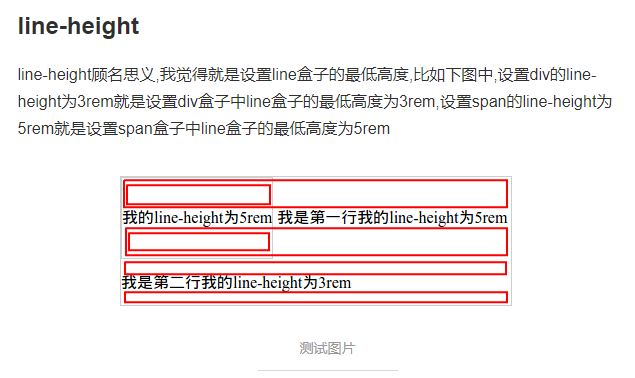 line-height
line-height顾名思义,我觉得就是设置line盒子的最低高度,比如下图中,设置div的line-
height为3rem就是设置div盒子中line盒子的最低高度为3rem,设置span的line-height为
5rem就是设置span盒子中line盒子的最低高度为5rem
我的line-height为5rem 我是第一行我的line-height为5rem
我是第二行我的line-height为3rem
测试图片